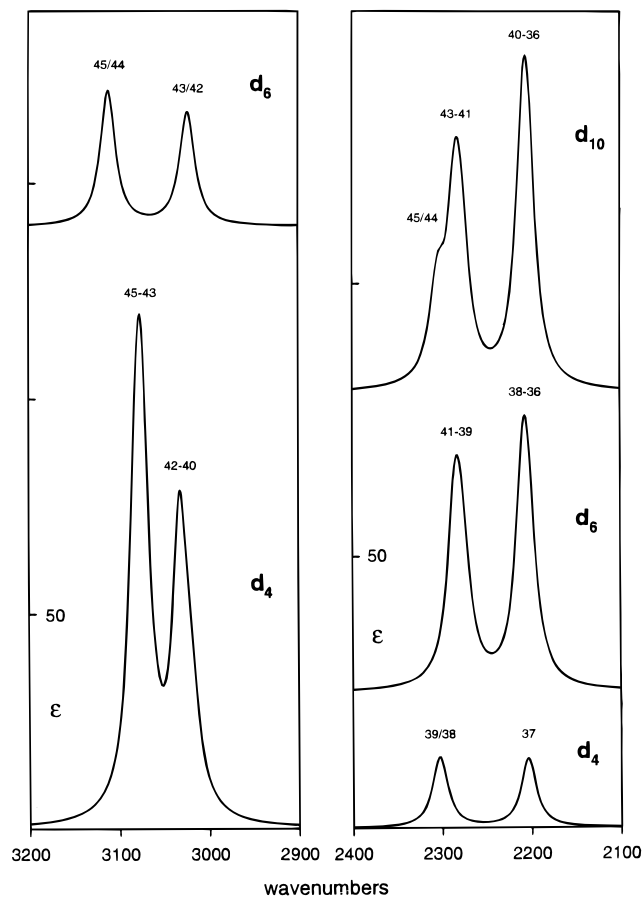 45/44
43/42
d6
45-43
42-40
d4
50
ε
3200 3100 3000 2900
40-36
43-41
d10
45/44
38-36
41-39
d6
50
ε
39/38
37
d4
2400 2300 2200 2100
wavenumbers